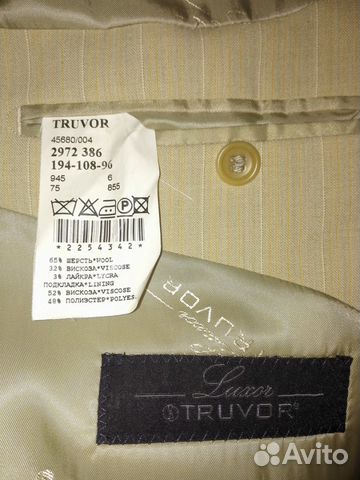 TRUVOR
45680/004
2972 386
194-108-96
945 6
75 855
P
*2254342*
65% ШЕРСТЬ*WOOL
32% ВИСКОЗА*VISCOSE
3% ЛАЙКРА*LYCRA
ПОДКЛАДКА*LINING
52% ВИСКОЗА*VISCOSE
48% ПОЛИЭСТЕР*POLYES.
TRUVOR
Luxor
TRUVOR
Avito